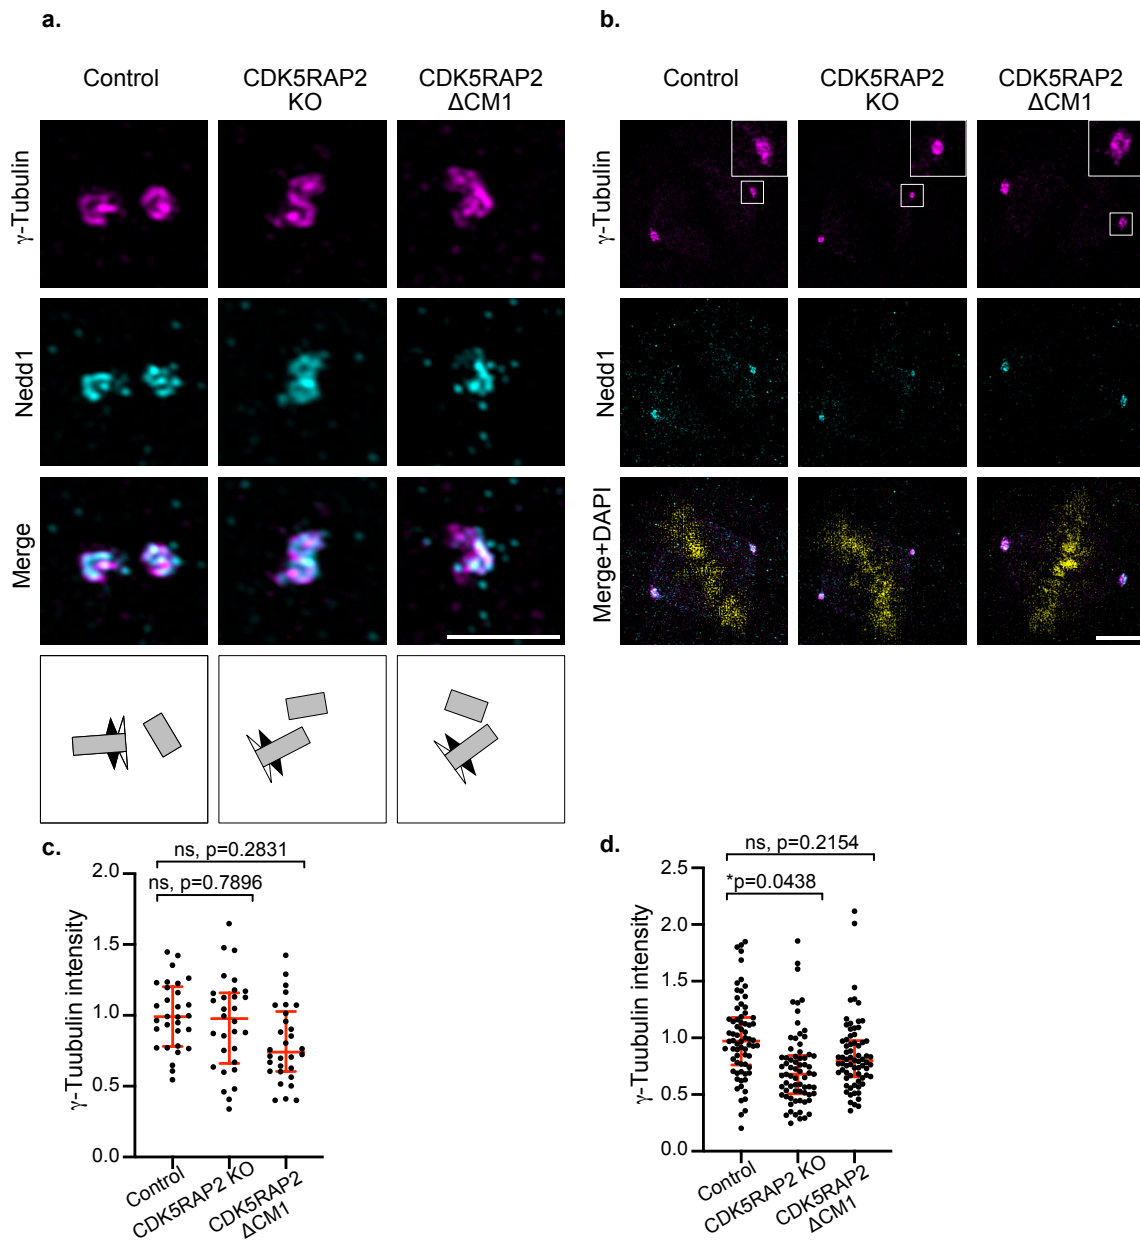 a.
Control
CDK5RAP2
KO
CDK5RAP2
ΔCM1
γ-Tubulin
Nedd1
Merge
b.
Control
CDK5RAP2
KO
CDK5RAP2
ΔCM1
γ-Tubulin
Nedd1
Merge+DAPI
c.
ns, p=0.2831
ns, p=0.7896
γ-Tuubulin intensity
2.0
1.5
1.0
0.5
0.0
Control
CDK5RAP2 KO
CDK5RAP2
ΔCM1
d.
ns, p=0.2154
*p=0.0438
γ-Tuubulin intensity
2.5
2.0
1.5
1.0
0.5
0.0
Control
CDK5RAP2 KO
CDK5RAP2
ΔCM1